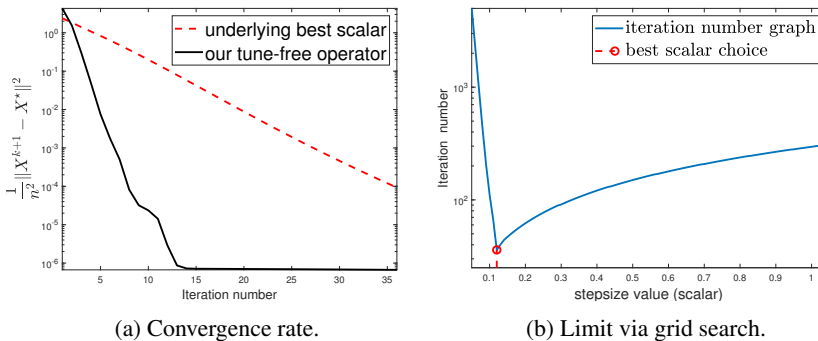 10^0
10^-1
10^-2
10^-3
10^-4
10^-5
10^-6
\frac{1}{n^2}||X^{k+1} − X^⋆||^2
underlying best scalar
our tune-free operator
5 10 15 20 25 30 35
Iteration number
(a) Convergence rate.
10^3
10^2
Iteration number
iteration number graph
best scalar choice
0.1 0.2 0.3 0.4 0.5 0.6 0.7 0.8 0.9 1
stepsize value (scalar)
(b) Limit via grid search.